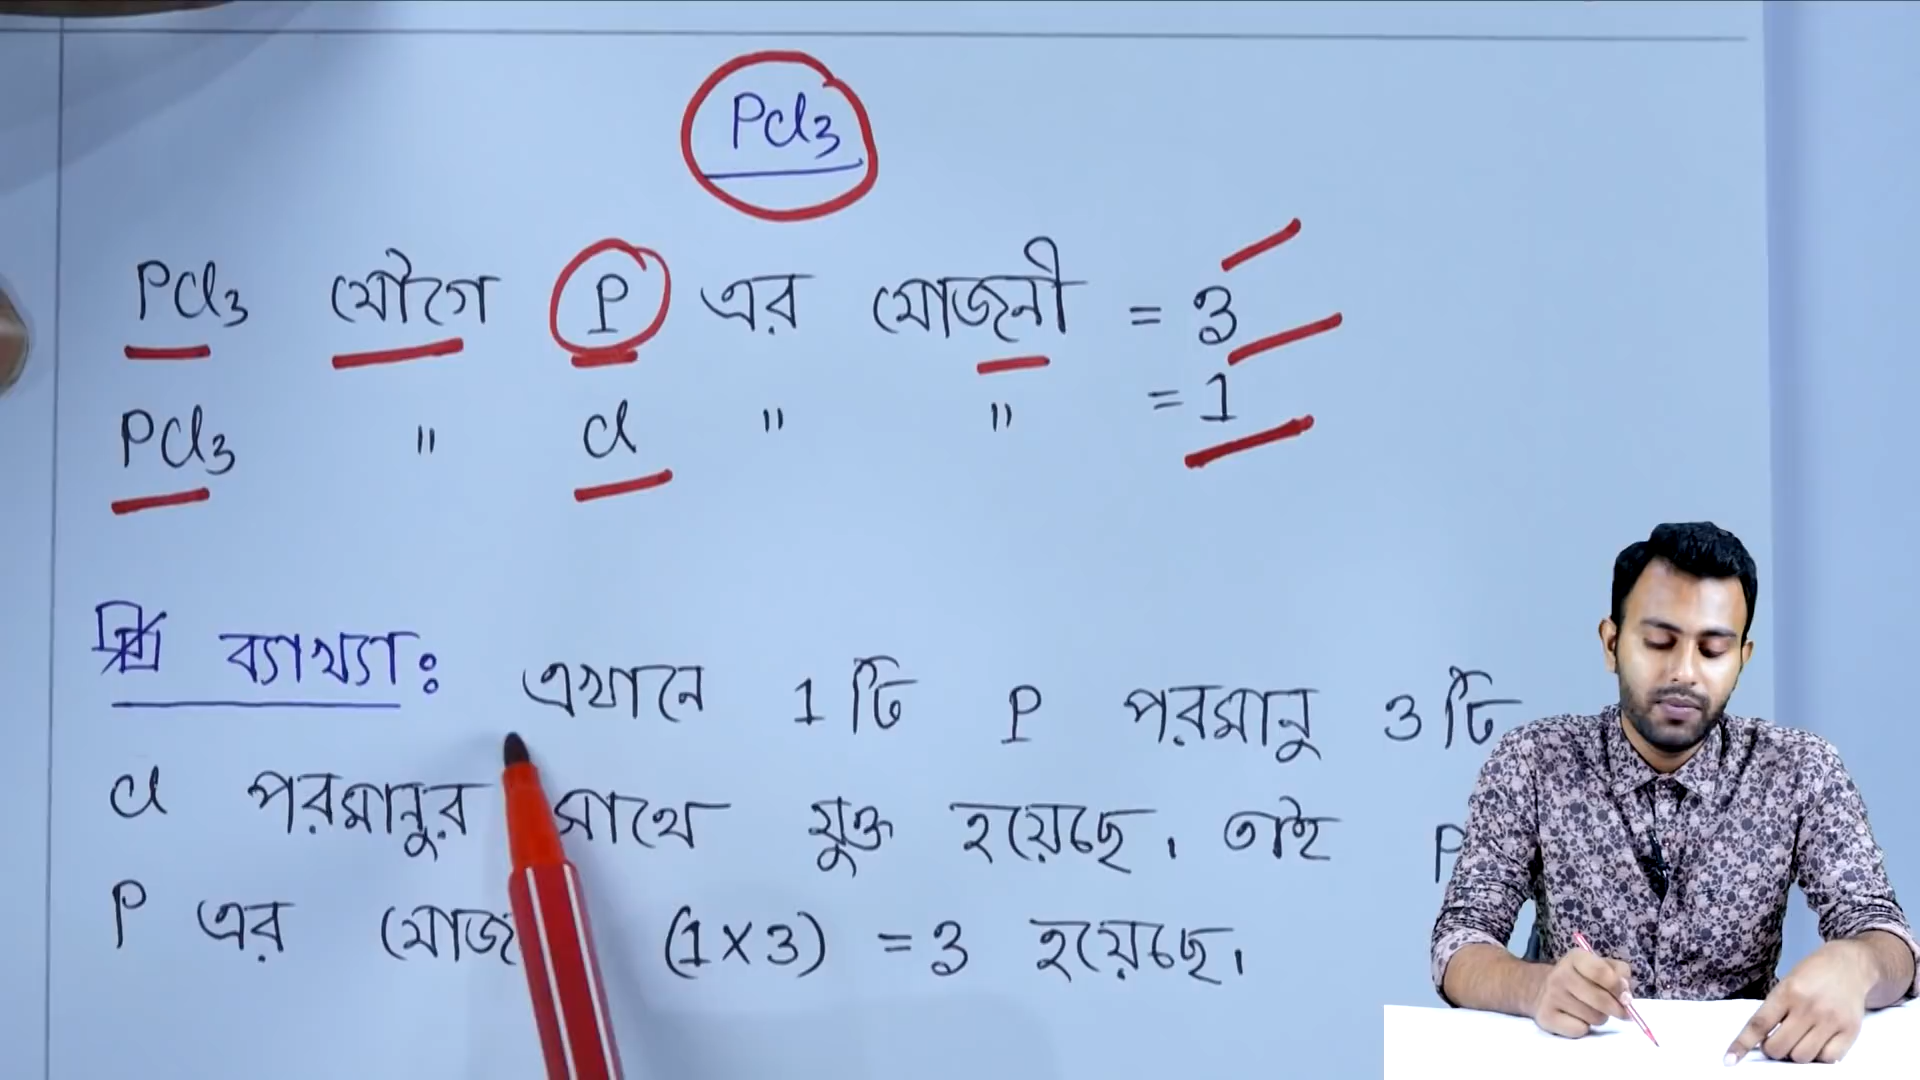 PCl3
PCl3 যৌগে P এর যোজনী = 3
PCl3 " Cl " " = 1
ব্যাখ্যাঃ এখানে 1 টি P পরমানু 3 টি
Cl পরমানুর সাথে যুক্ত হয়েছে। তাই P
P এর যোজ (1×3) = 3 হয়েছে।